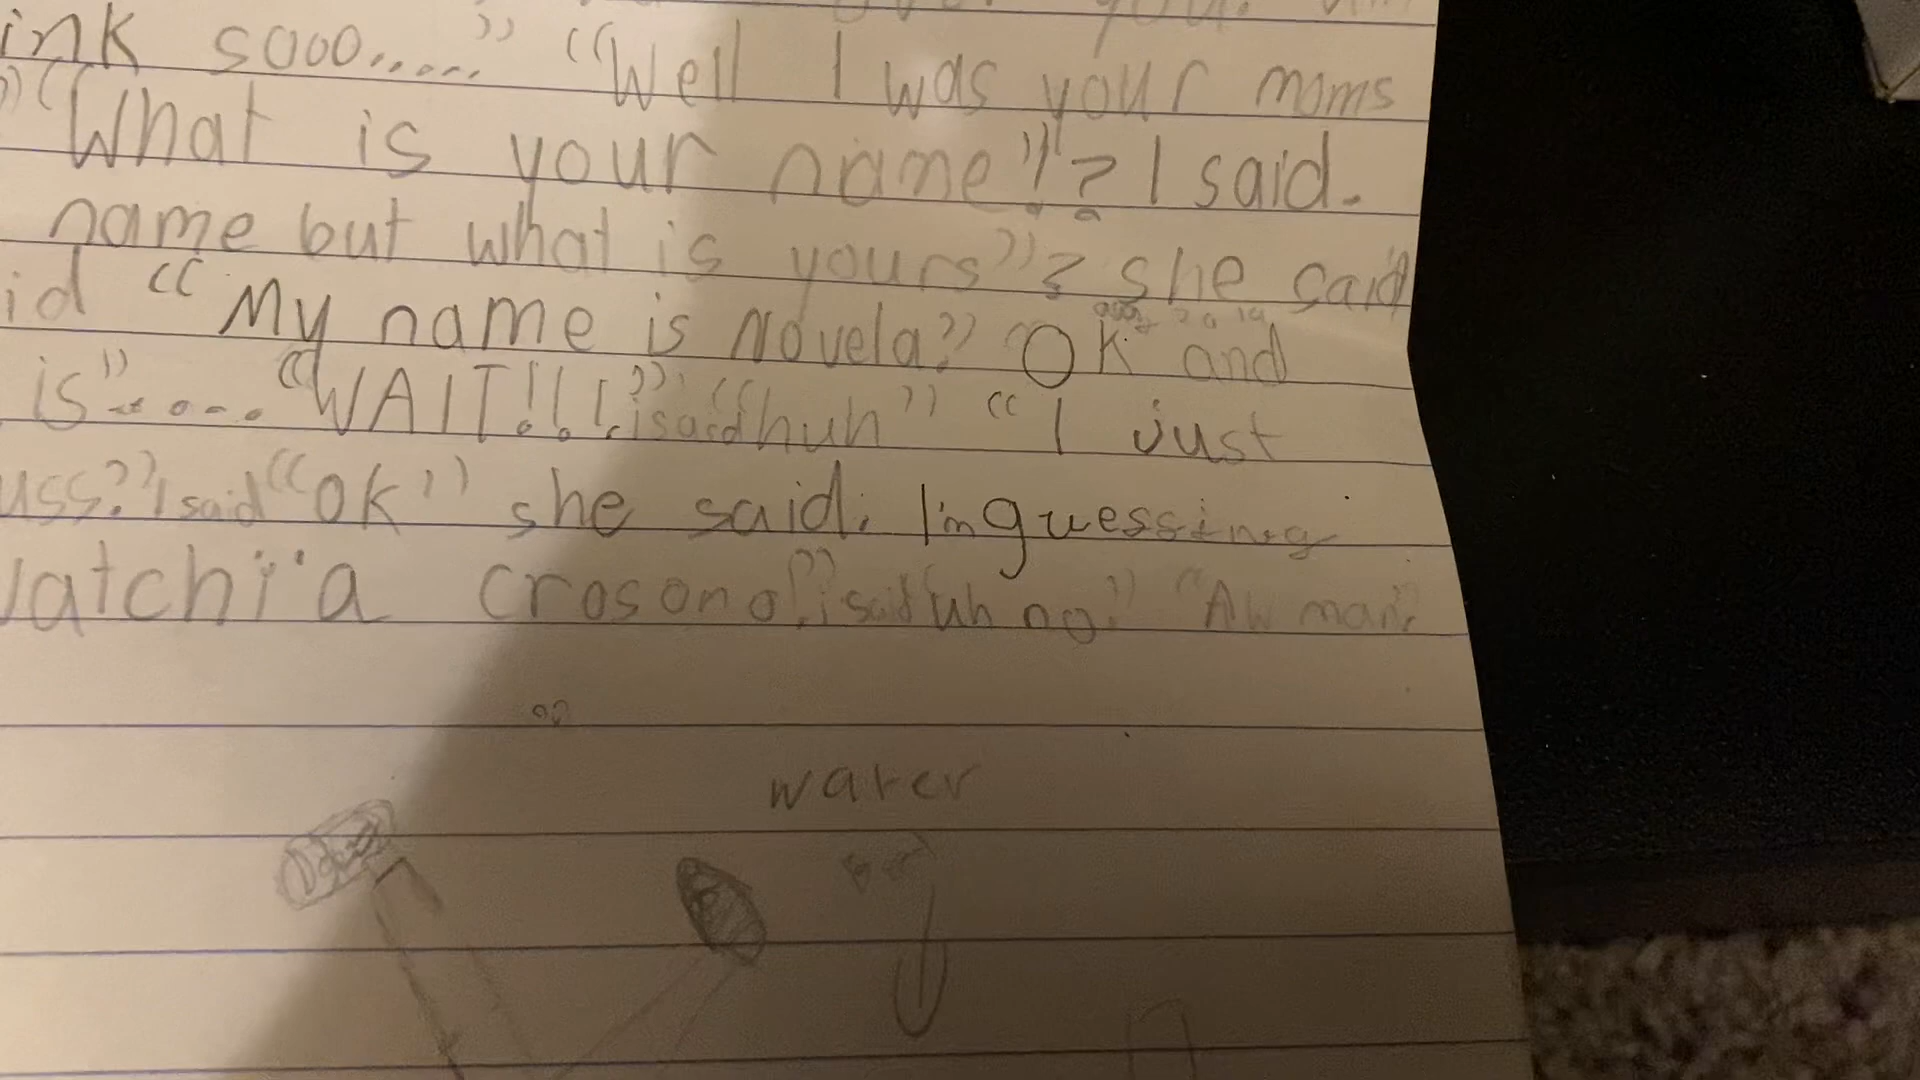 ink sooo....." "Well I was your moms
"What is your name"? I said.
name but what is yours"? she said
id "My name is Novela" OK and
is"..... "WAIT!!!" i said "huh" "I just
uss?" I said "OK" she said. I'm guessing
atchi'a crosono." i said "uh no." "Aw man.
water